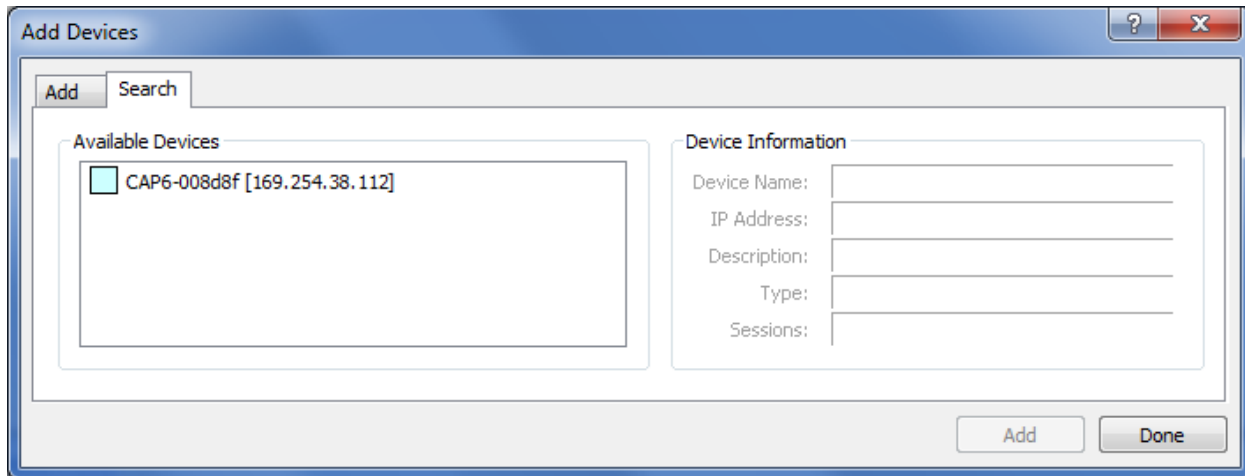 Add Devices
Add
Search
Available Devices
CAP6-008d8f [169.254.38.112]
Device Information
Device Name:
IP Address:
Description:
Type:
Sessions:
Add
Done